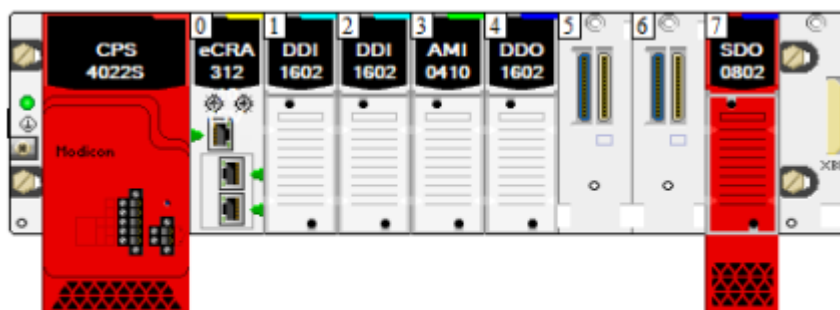 CPS
4022S
Modicon
0
eCRA
312
1
DDI
1602
2
DDI
1602
3
AMI
0410
4
DDO
1602
5
6
7
SDO
0802